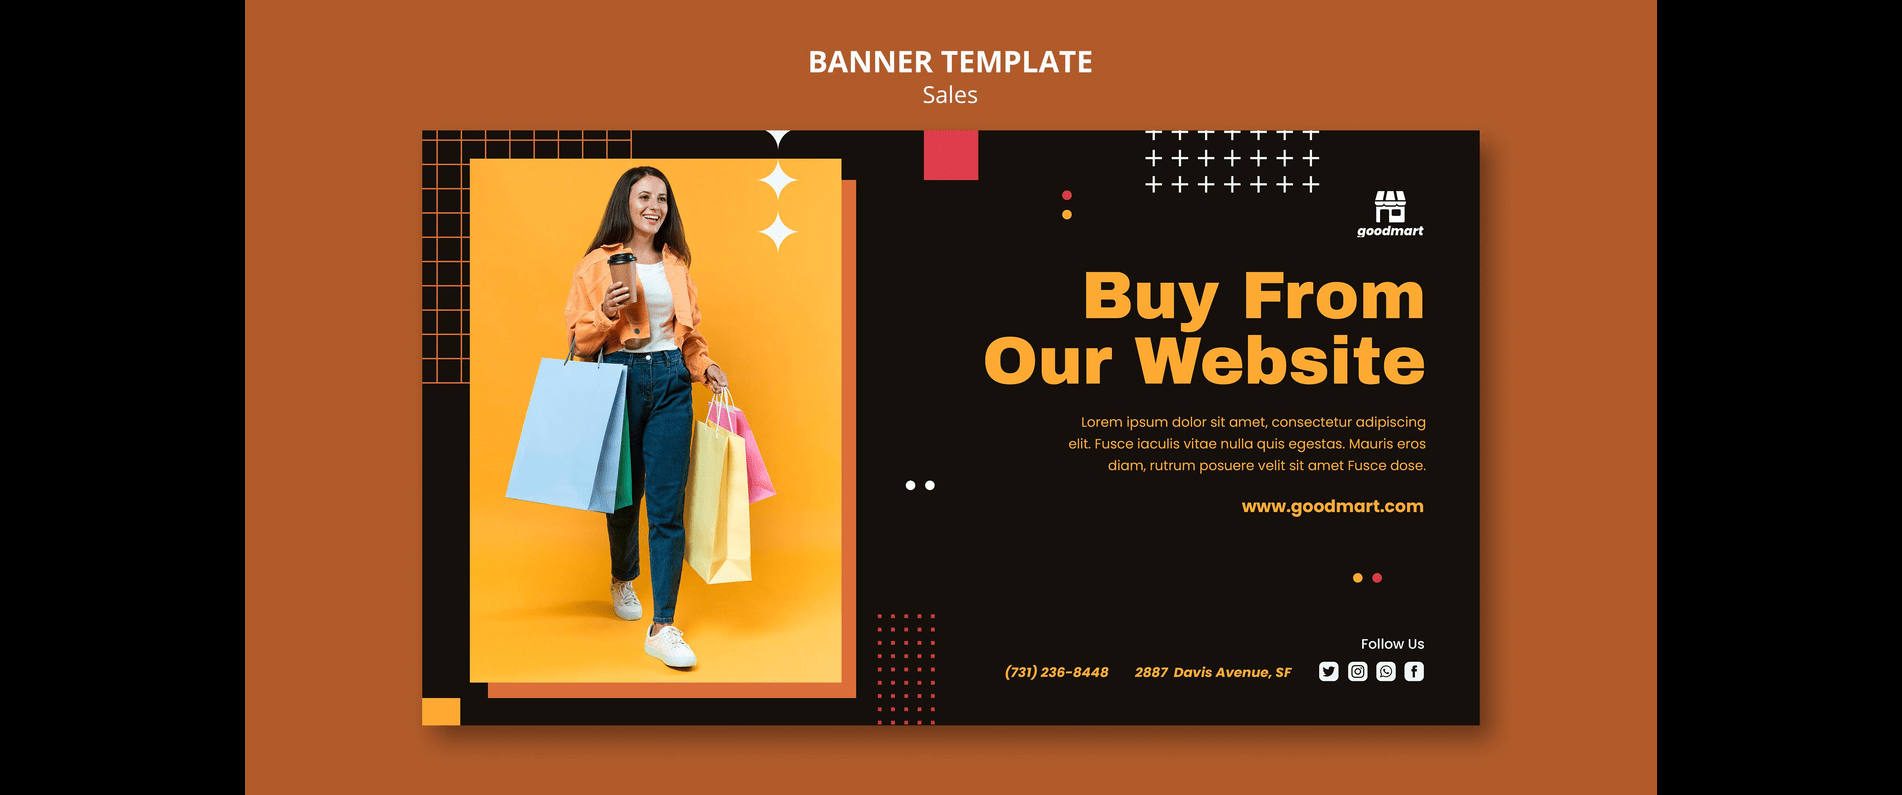 BANNER TEMPLATE
Sales
goodmart
Buy From
Our Website
Lorem ipsum dolor sit amet, consectetur adipiscing
elit. Fusce iaculis vitae nulla quis egestas. Mauris eros
diam, rutrum posuere velit sit amet Fusce dose.
www.goodmart.com
Follow Us
(731) 236-8448 2887 Davis Avenue, SF